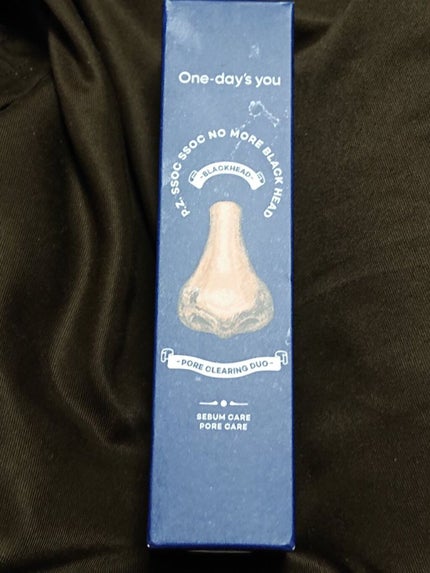 One-day's you
P.Z. SSOC SSOC NO MORE BLACK HEAD
-BLACKHEAD-
-PORE CLEARING DUO-
SEBUM CARE
PORE CARE